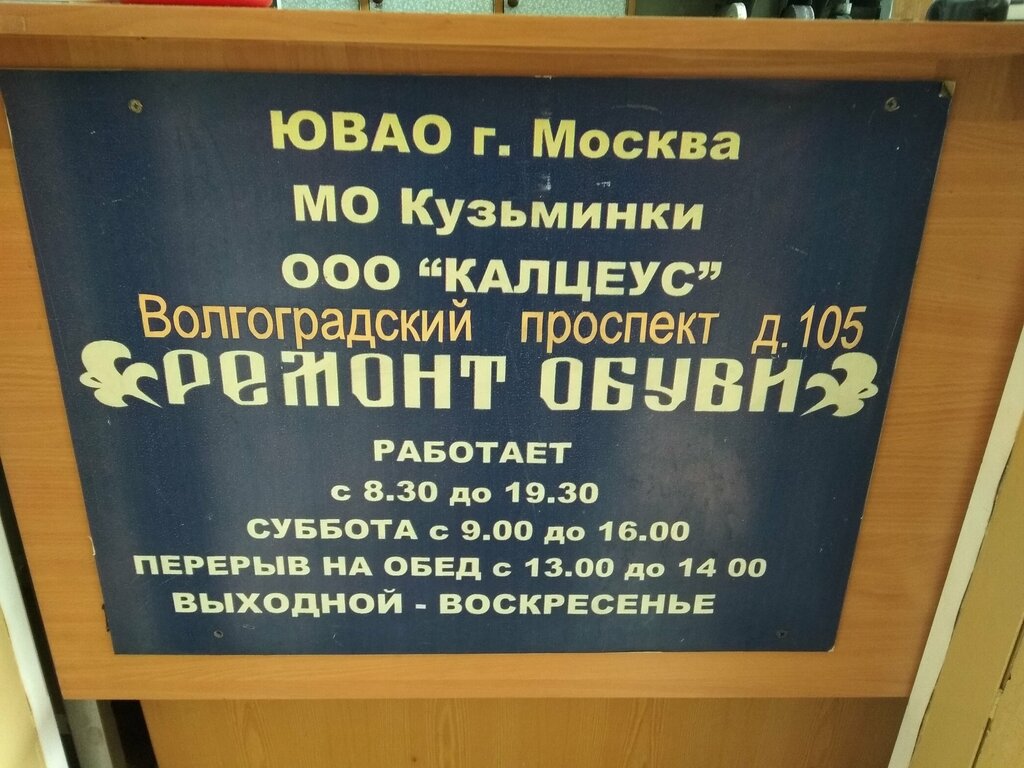 ЮВАО г. Москва
МО Кузьминки
ООО “КАЛЦЕУС”
Волгоградский проспект д.105
РЕМОНТ ОБУВИ
РАБОТАЕТ
с 8.30 до 19.30
СУББОТА с 9.00 до 16.00
ПЕРЕРЫВ НА ОБЕД с 13.00 до 14 00
ВЫХОДНОЙ - ВОСКРЕСЕНЬЕ